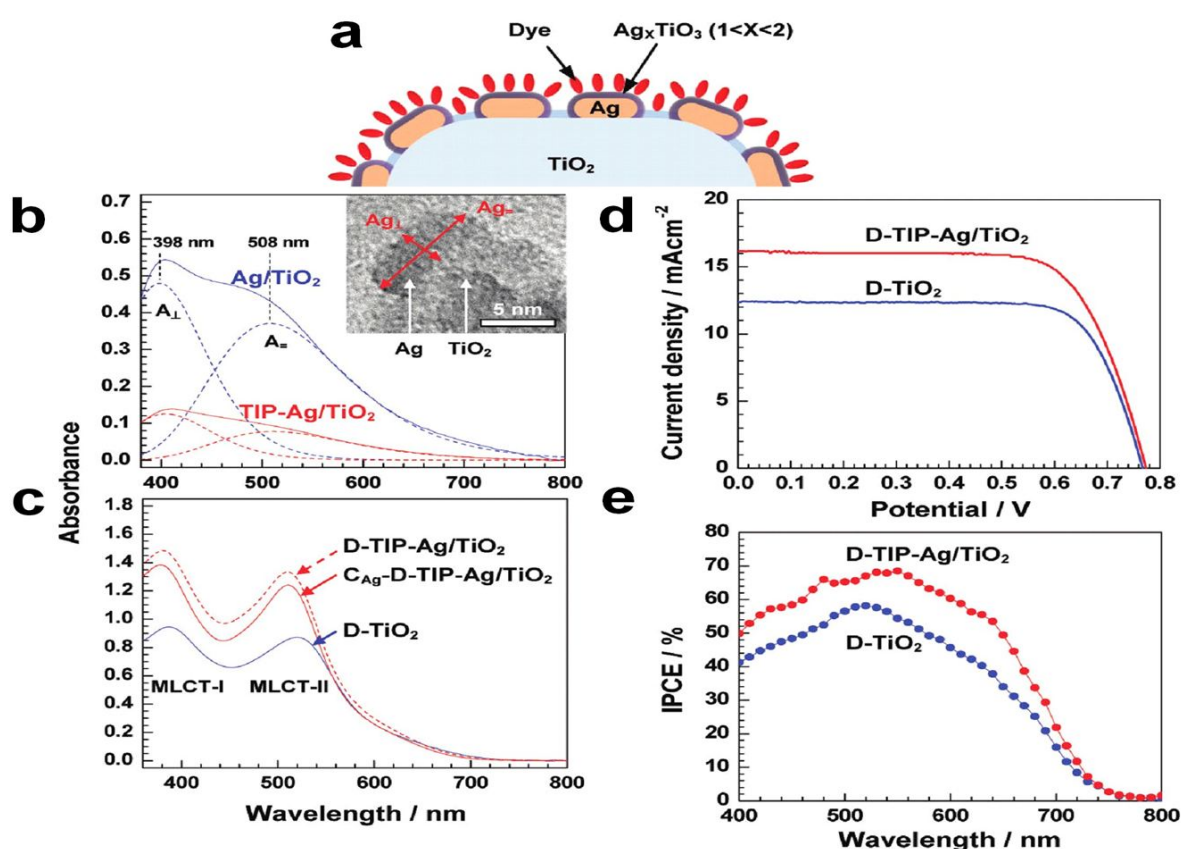 a
Dye
AgₓTiO₃ (1<X<2)
Ag
TiO₂
b
0.7
0.6
0.5
0.4
0.3
0.2
0.1
0.0
398 nm
508 nm
Ag/TiO₂
A⊥
A=
TIP-Ag/TiO₂
Ag⊥
Ag=
5 nm
Ag
TiO₂
400
500
600
700
800
Absorbance
c
1.8
1.6
1.4
1.2
1.0
0.8
0.6
0.4
0.2
0.0
D-TIP-Ag/TiO₂
C_Ag-D-TIP-Ag/TiO₂
D-TiO₂
MLCT-I
MLCT-II
400
500
600
700
800
Wavelength / nm
d
20
15
10
5
0
Current density / mAcm⁻²
D-TIP-Ag/TiO₂
D-TiO₂
0.0
0.1
0.2
0.3
0.4
0.5
0.6
0.7
0.8
Potential / V
e
80
70
60
50
40
30
20
10
0
IPCE / %
D-TIP-Ag/TiO₂
D-TiO₂
400
500
600
700
800
Wavelength / nm